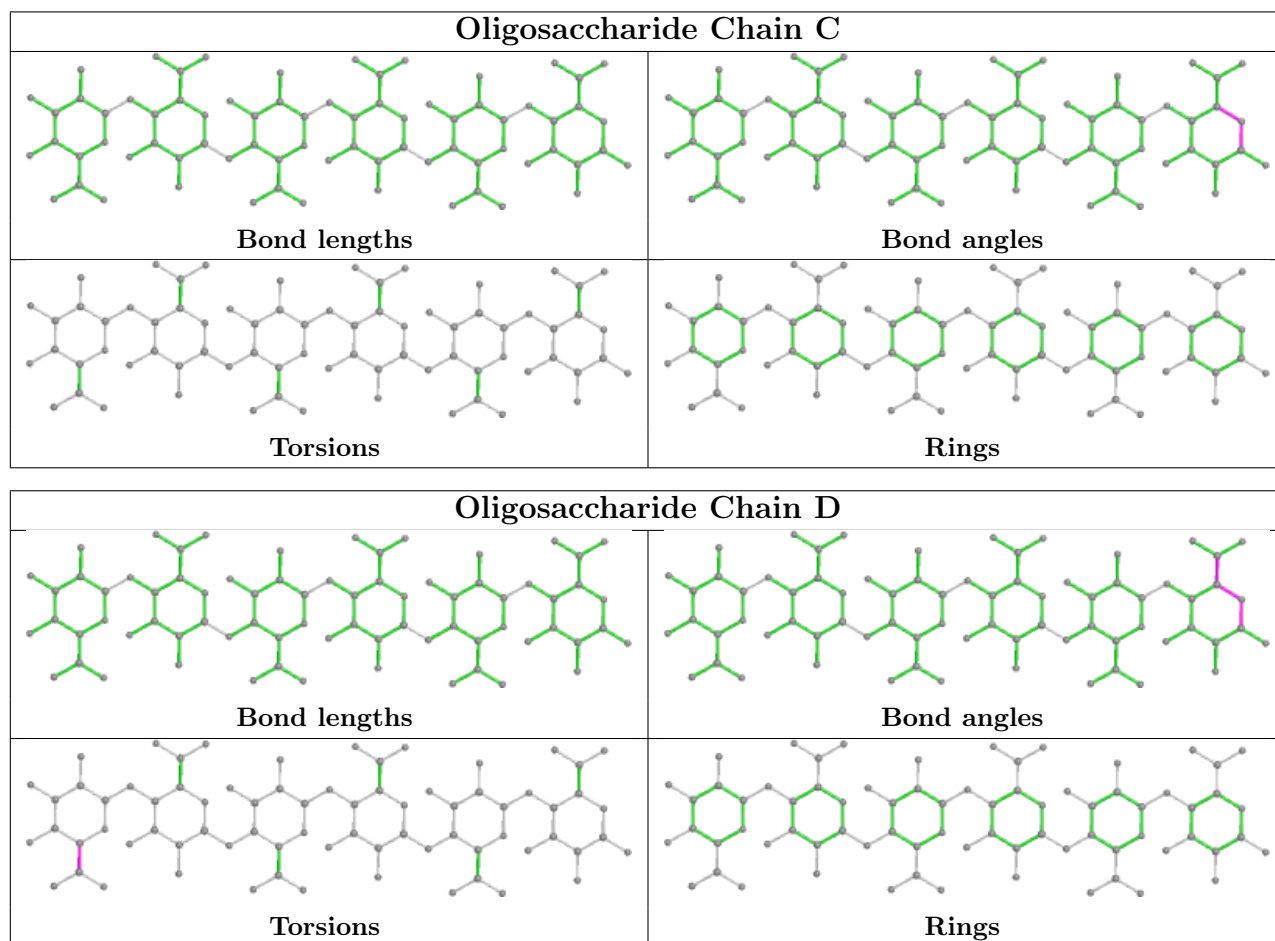 Oligosaccharide Chain C
Bond lengths
Bond angles
Torsions
Rings
Oligosaccharide Chain D
Bond lengths
Bond angles
Torsions
Rings